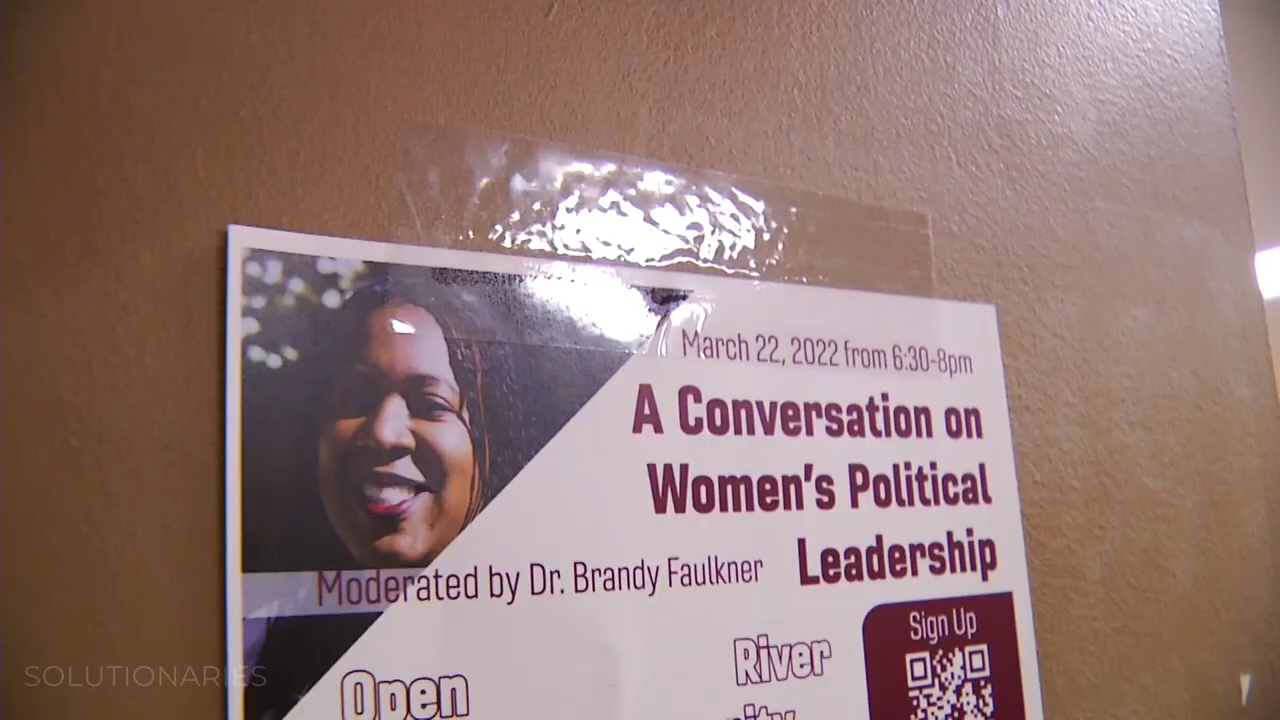 March 22, 2022 from 6:30-8pm
A Conversation on
Women's Political
Leadership
Moderated by Dr. Brandy Faulkner
Sign Up
River
Open
SOLUTIONARIES